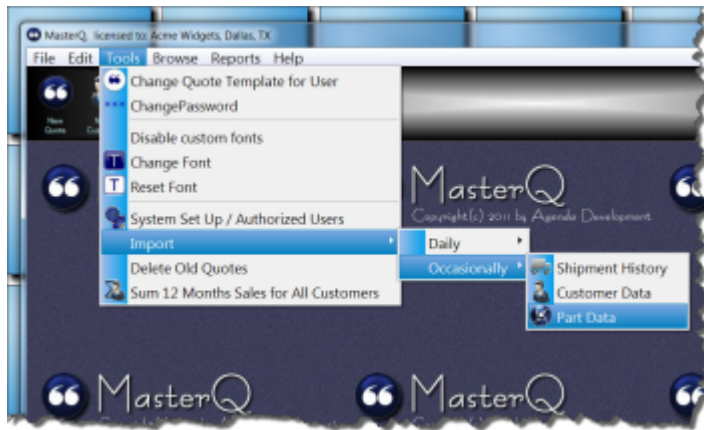 MasterQ, licensed to: Acme Widgets, Dallas, TX
File Edit Tools Browse Reports Help
Change Quote Template for User
ChangePassword
New
Quote
Disable custom fonts
Change Font
Reset Font
MasterQ
System Set Up / Authorized Users
Copyright(c) 2011 by Agenda Development
Import
Daily
Delete Old Quotes
Occasionally
Shipment History
Sum 12 Months Sales for All Customers
Customer Data
Part Data
MasterQ
MasterQ